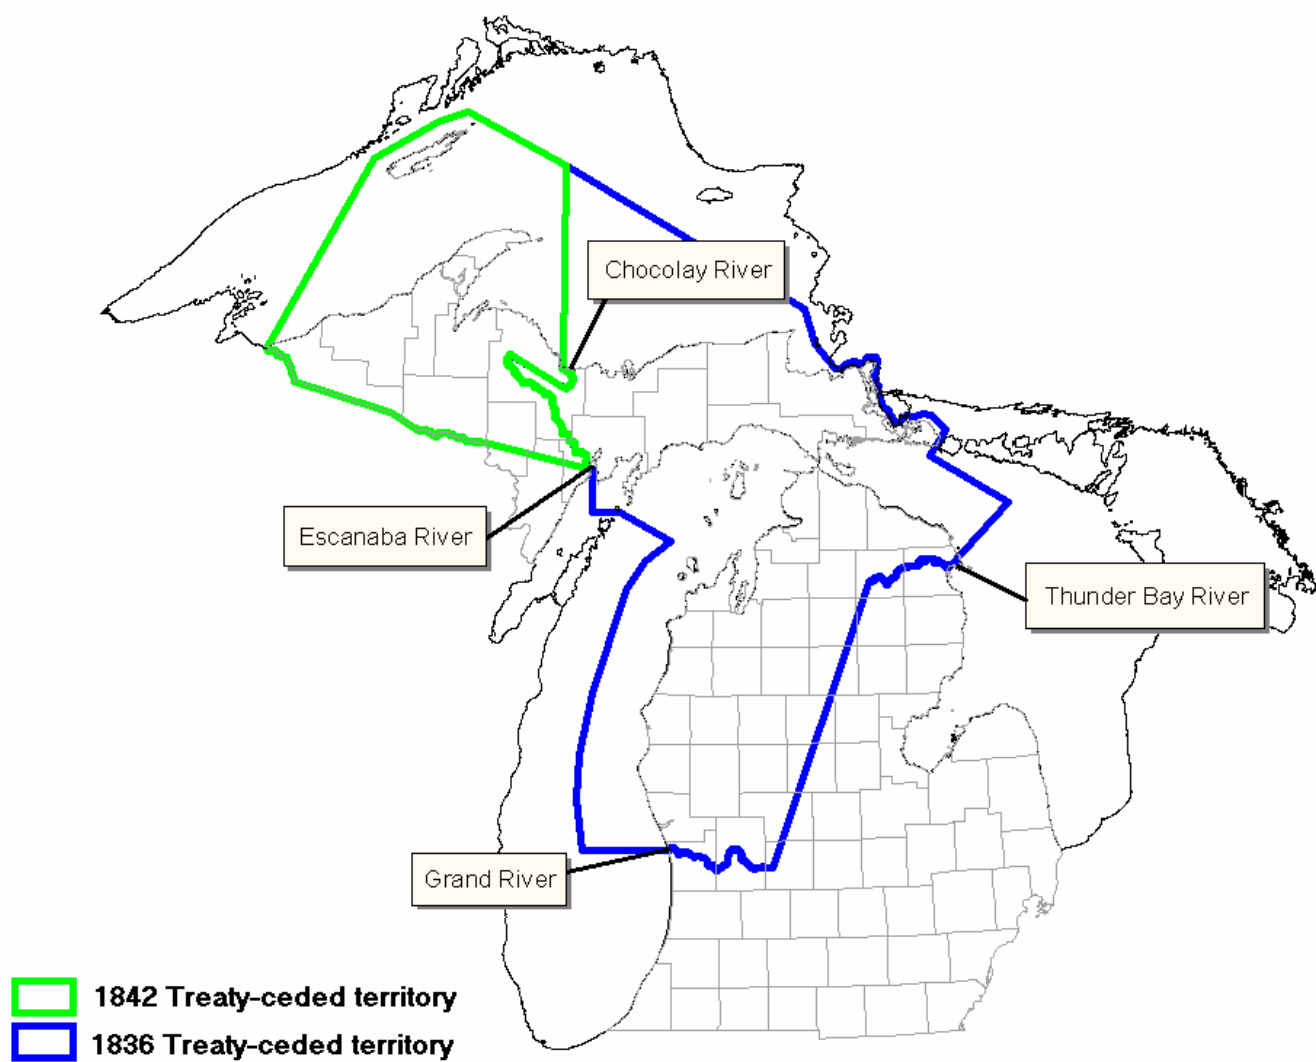 Chocolay River
Escanaba River
Thunder Bay River
Grand River
1842 Treaty-ceded territory
1836 Treaty-ceded territory